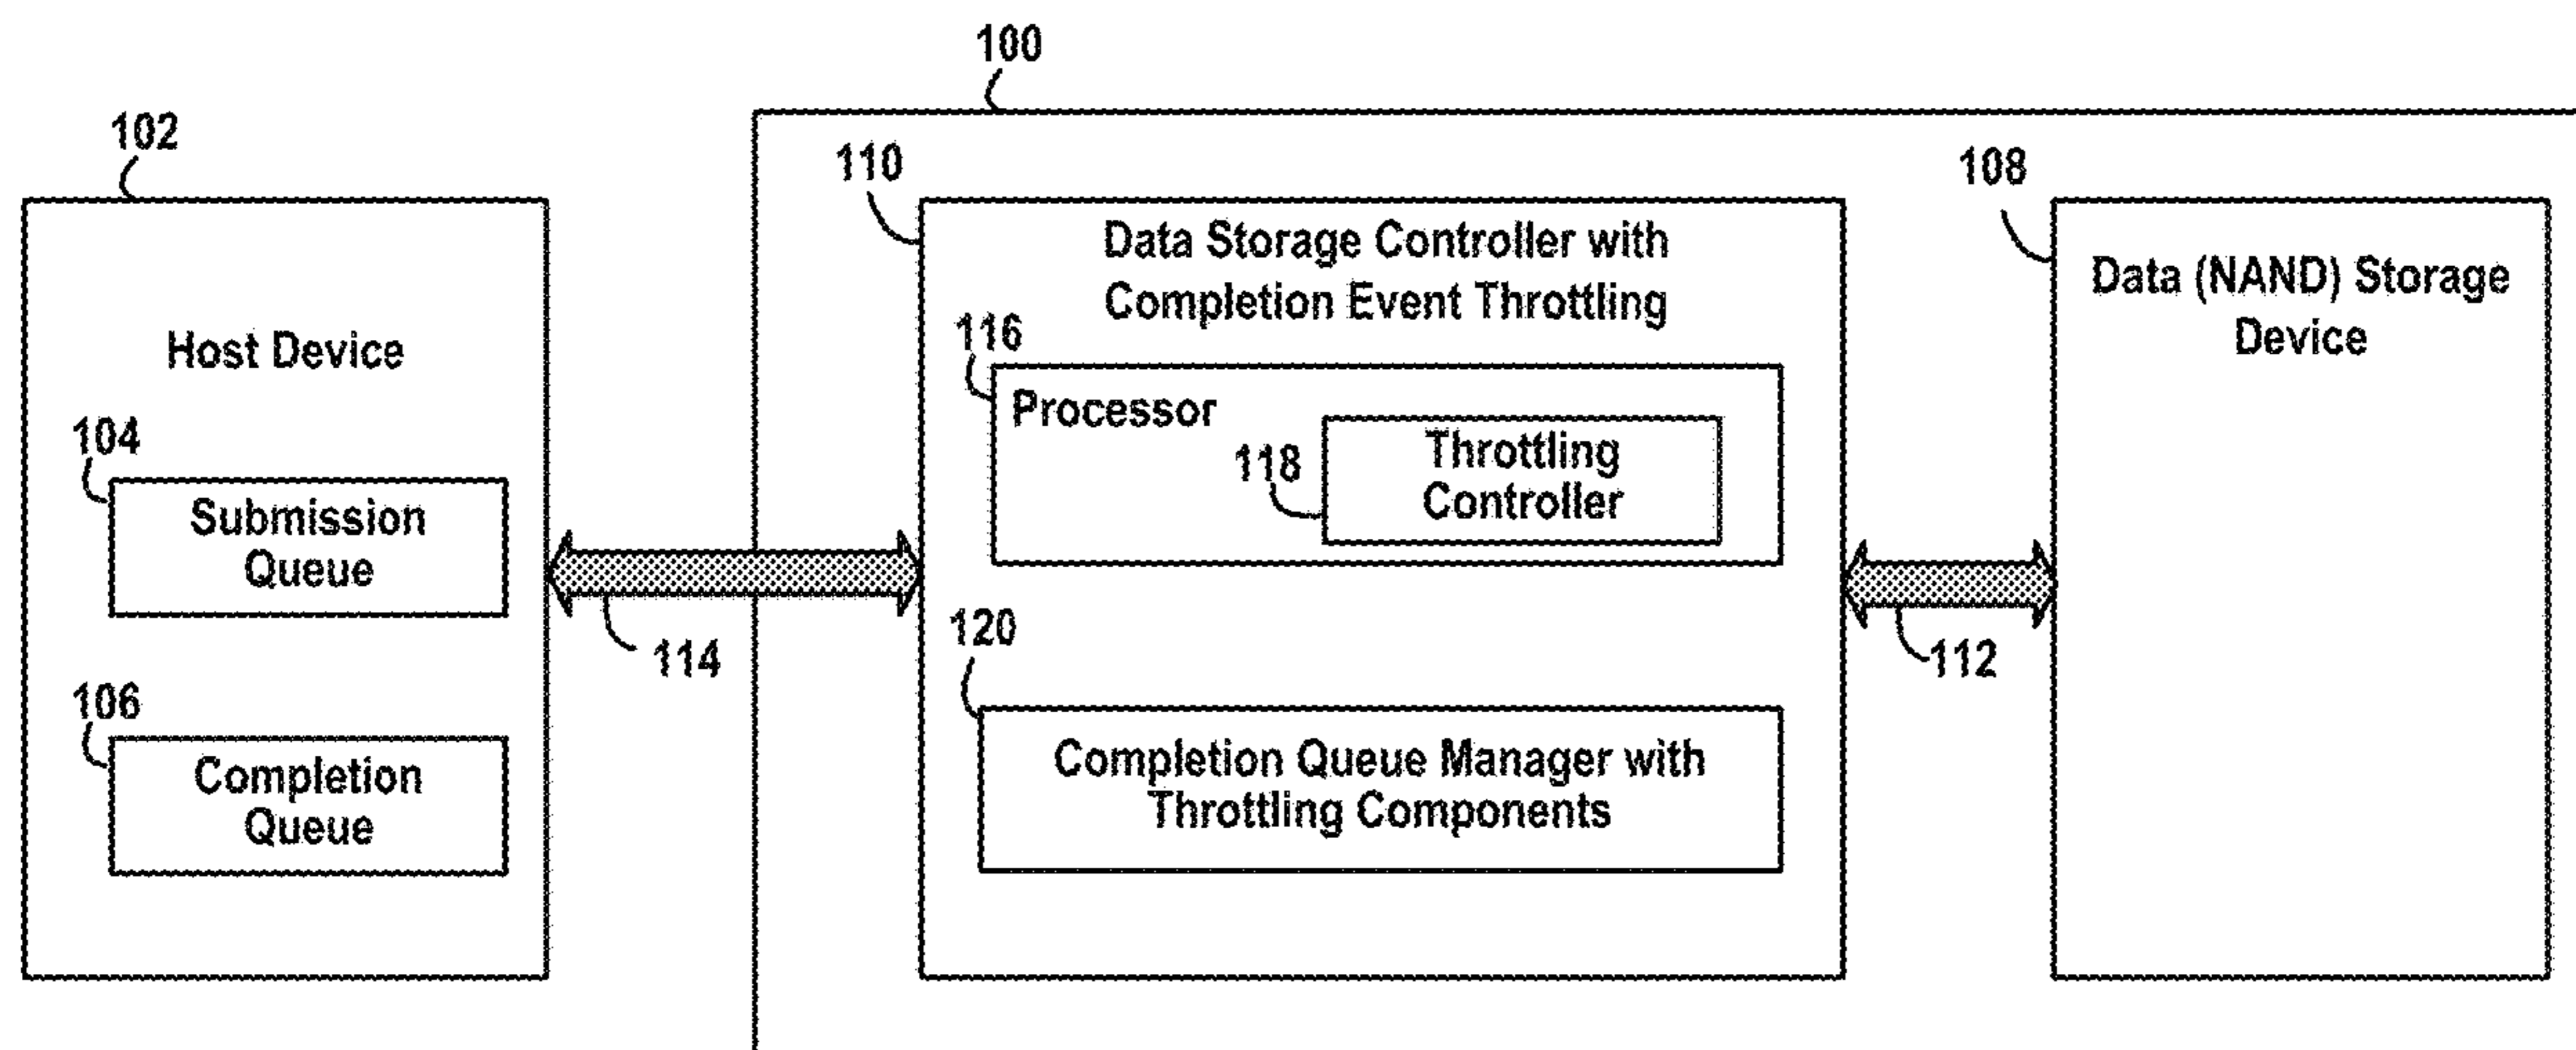 100
102
Host Device
104
Submission
Queue
106
Completion
Queue
114
110
Data Storage Controller with
Completion Event Throttling
116
Processor
118
Throttling
Controller
120
Completion Queue Manager with
Throttling Components
112
108
Data (NAND) Storage
Device